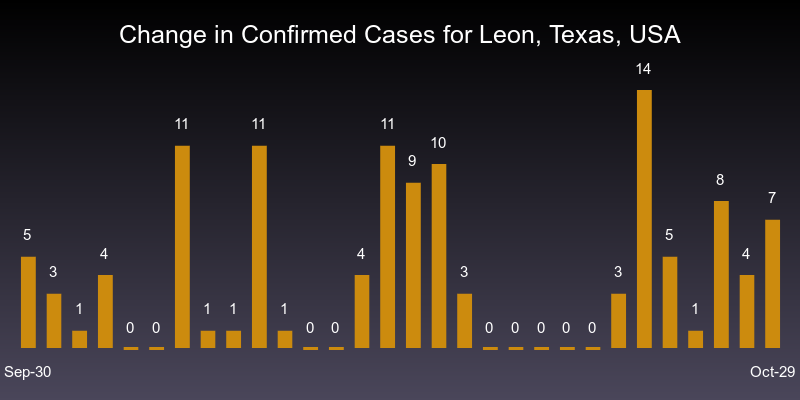 Change in Confirmed Cases for Leon, Texas, USA
5 3 1 4 0 0 11 1 1 11 1 0 0 4 11 9 10 3 0 0 0 0 0 3 14 5 1 8 4 7
Sep-30 Oct-29